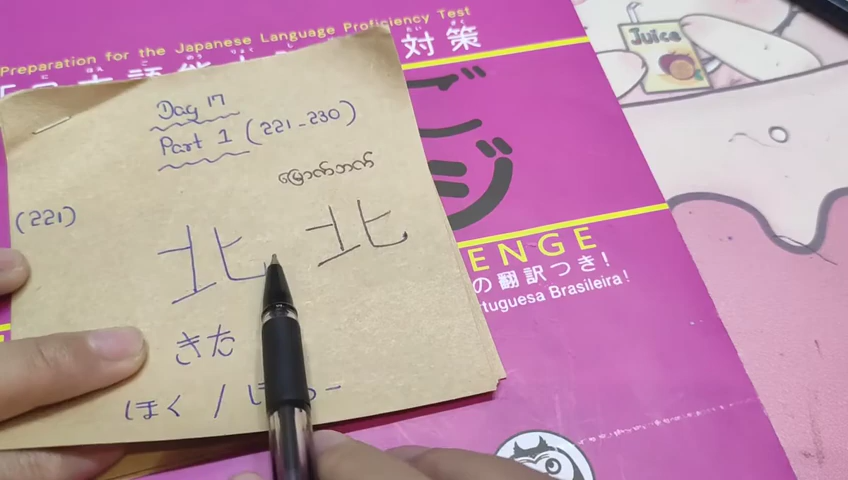 Preparation for the Japanese Language Proficiency Test
対策
Juice
Day 17
Part 1 (221-230)
မြောက်ဘက်
(221)
北 北
ENGE
の翻訳つき!
rtuguesa Brasileira!
きた
ほく /